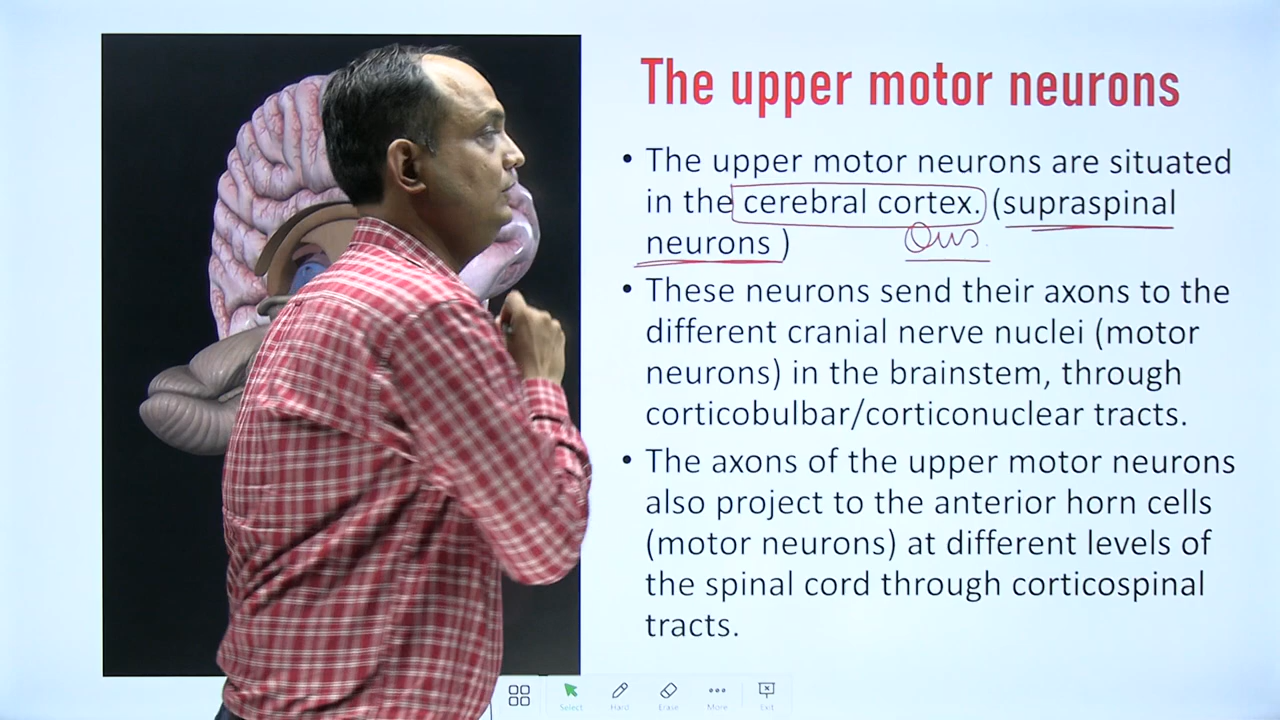 The upper motor neurons
• The upper motor neurons are situated
in the cerebral cortex. (supraspinal
neurons )
• These neurons send their axons to the
different cranial nerve nuclei (motor
neurons) in the brainstem, through
corticobulbar/corticonuclear tracts.
• The axons of the upper motor neurons
also project to the anterior horn cells
(motor neurons) at different levels of
the spinal cord through corticospinal
tracts.
Select Hard Erase More Exit